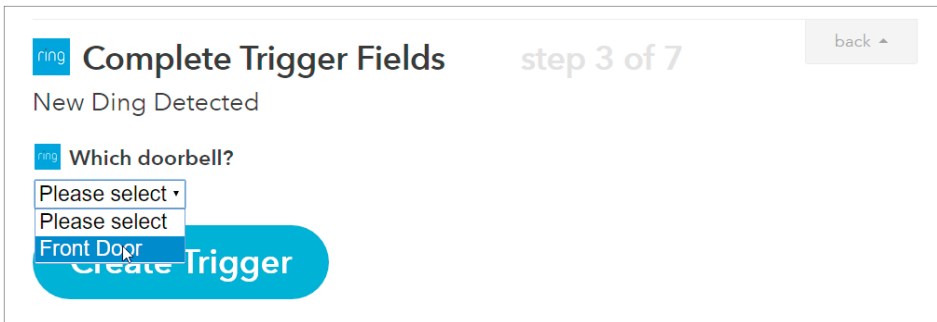 back
ring Complete Trigger Fields step 3 of 7
New Ding Detected
ring Which doorbell?
Please select
Please select
Front Door
Create Trigger